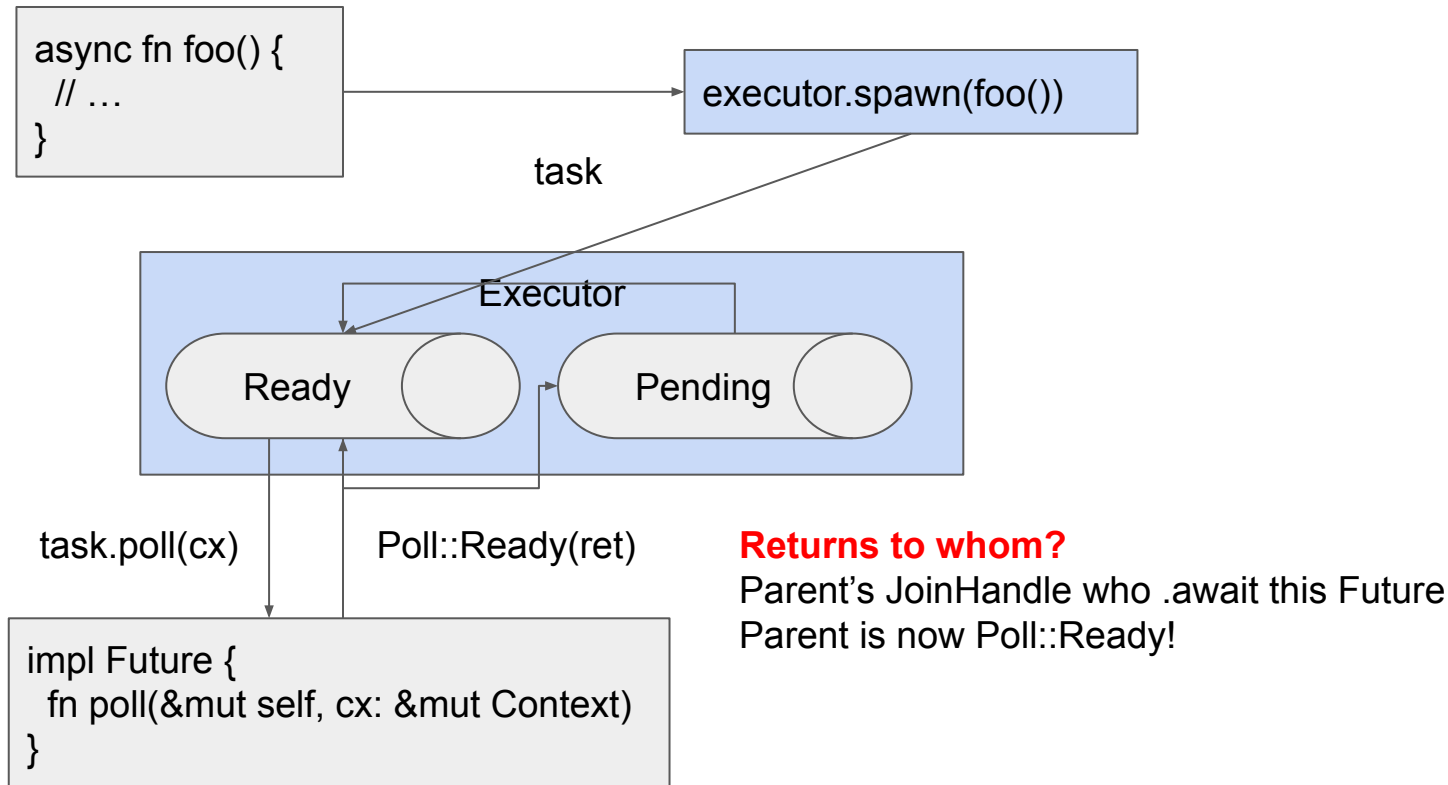 async fn foo() {
// …
}
executor.spawn(foo())
task
Executor
Ready
Pending
task.poll(cx)
Poll::Ready(ret)
Returns to whom?
Parent’s JoinHandle who .await this Future
Parent is now Poll::Ready!
impl Future {
fn poll(&mut self, cx: &mut Context)
}